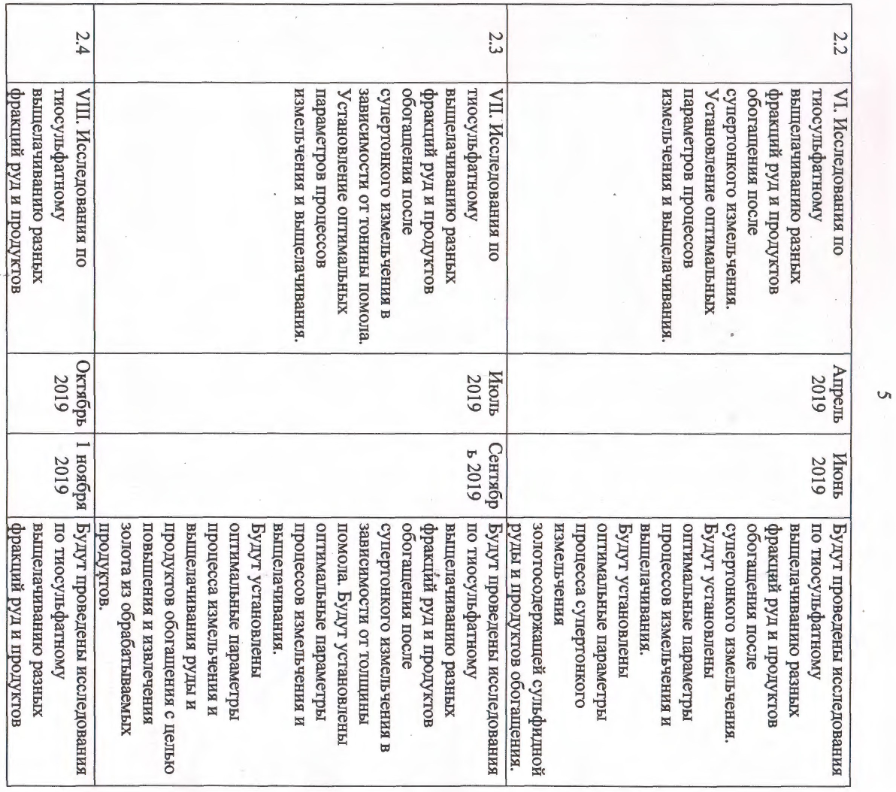 5
2.2
VI. Исследования по
тиосульфатному
выщелачиванию разных
фракций руд и продуктов
обогащения после
супертонкого измельчения.
Установление оптимальных
параметров процессов
измельчения и выщелачивания.
Апрель
2019
Июнь
2019
Будут проведены исследования
по тиосульфатному
выщелачиванию разных
фракций руд и продуктов
обогащения после
супертонкого измельчения.
Будут установлены
оптимальные параметры
процессов измельчения и
выщелачивания.
Будут установлены
оптимальные параметры
процесса супертонкого
измельчения
золотосодержащей сульфидной
руды и продуктов обогащения.
2.3
VII. Исследования по
тиосульфатному
выщелачиванию разных
фракций руд и продуктов
обогащения после
супертонкого измельчения в
зависимости от тонины помола.
Установление оптимальных
параметров процессов
измельчения и выщелачивания.
Июль
2019
Сентябр
ь 2019
Будут проведены исследования
по тиосульфатному
выщелачиванию разных
фракций руд и продуктов
обогащения после
супертонкого измельчения в
зависимости от толщины
помола. Будут установлены
оптимальные параметры
процессов измельчения и
выщелачивания.
Будут установлены
оптимальные параметры
процесса измельчения и
выщелачивания руды и
продуктов обогащения с целью
повышения и извлечения
золота из обрабатываемых
продуктов.
2.4
VIII. Исследования по
тиосульфатному
выщелачиванию разных
фракций руд и продуктов
Октябрь
2019
1 ноября
2019
Будут проведены исследования
по тиосульфатному
выщелачиванию разных
фракций руд и продуктов